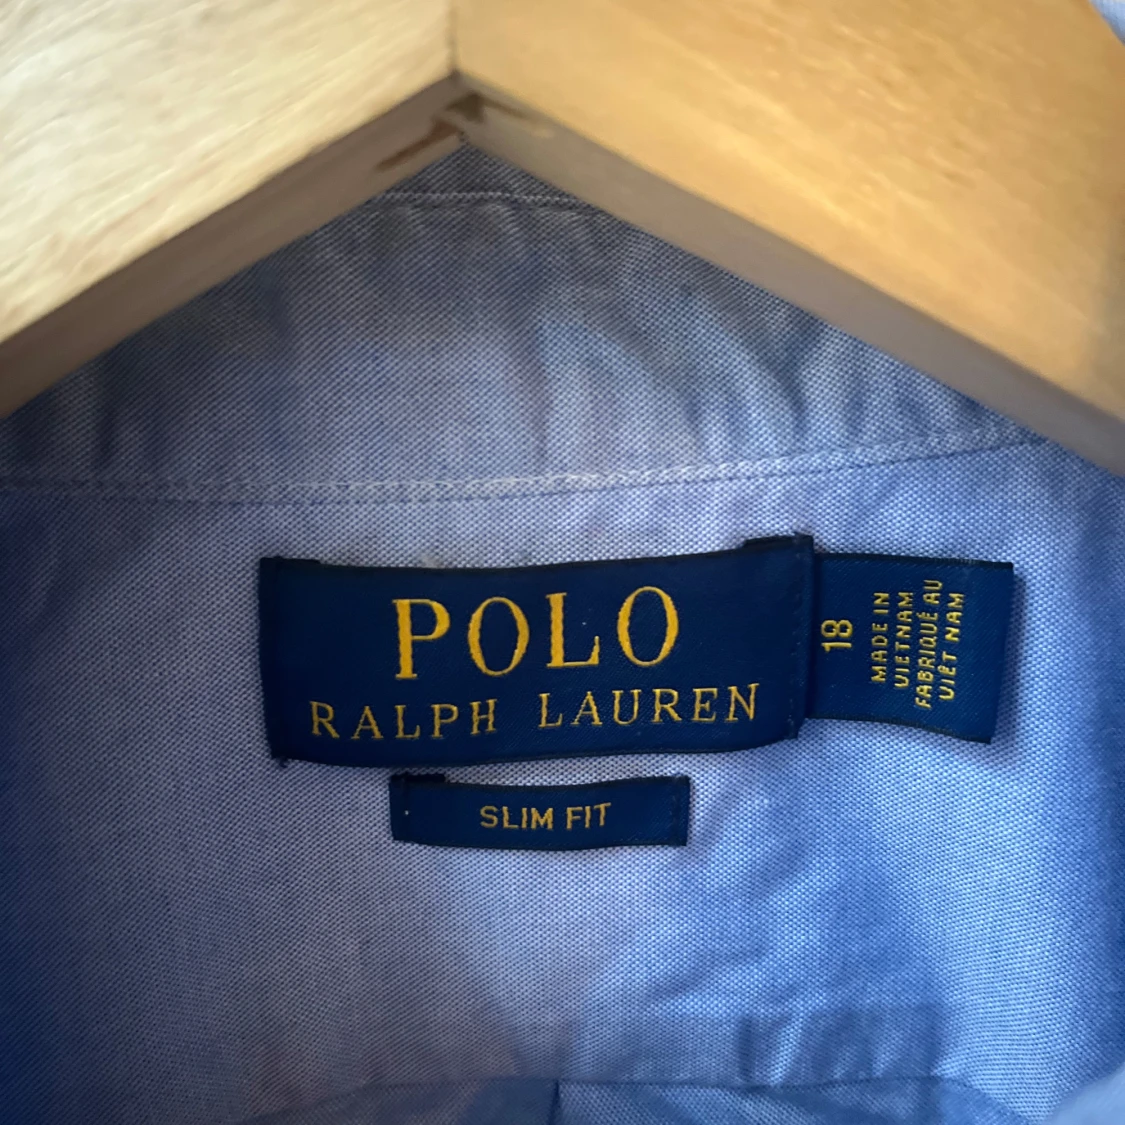 POLO
RALPH LAUREN
SLIM FIT
18
MADE IN
VIETNAM
FABRIQUÉ AU
VIÊT NAM